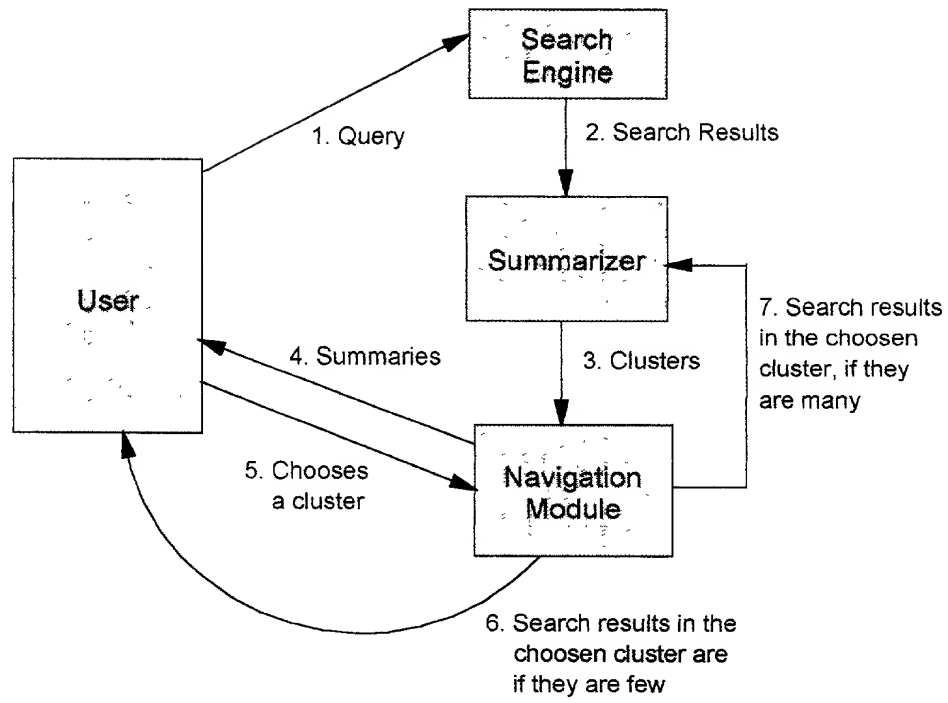 Search
Engine
1. Query
2. Search Results
User
Summarizer
7. Search results
in the choosen
cluster, if they
are many
4. Summaries
3. Clusters
5. Chooses
a cluster
Navigation
Module
6. Search results in the
choosen cluster are
if they are few